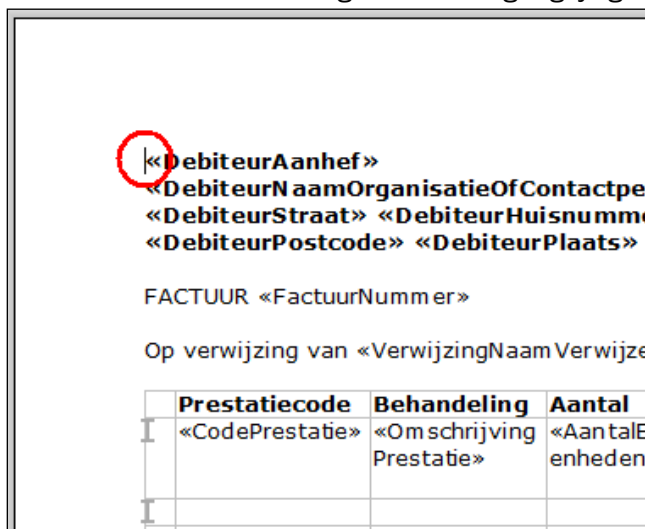 «DebiteurAanhef»
«DebiteurNaamOrganisatieOfContactpe
«DebiteurStraat» «DebiteurHuisnumme
«DebiteurPostcode» «DebiteurPlaats»
FACTUUR «FactuurNummer»
Op verwijzing van «VerwijzingNaamVerwijze
Prestatiecode Behandeling Aantal
«CodePrestatie» «Omschrijving «AantalE
Prestatie» enheden